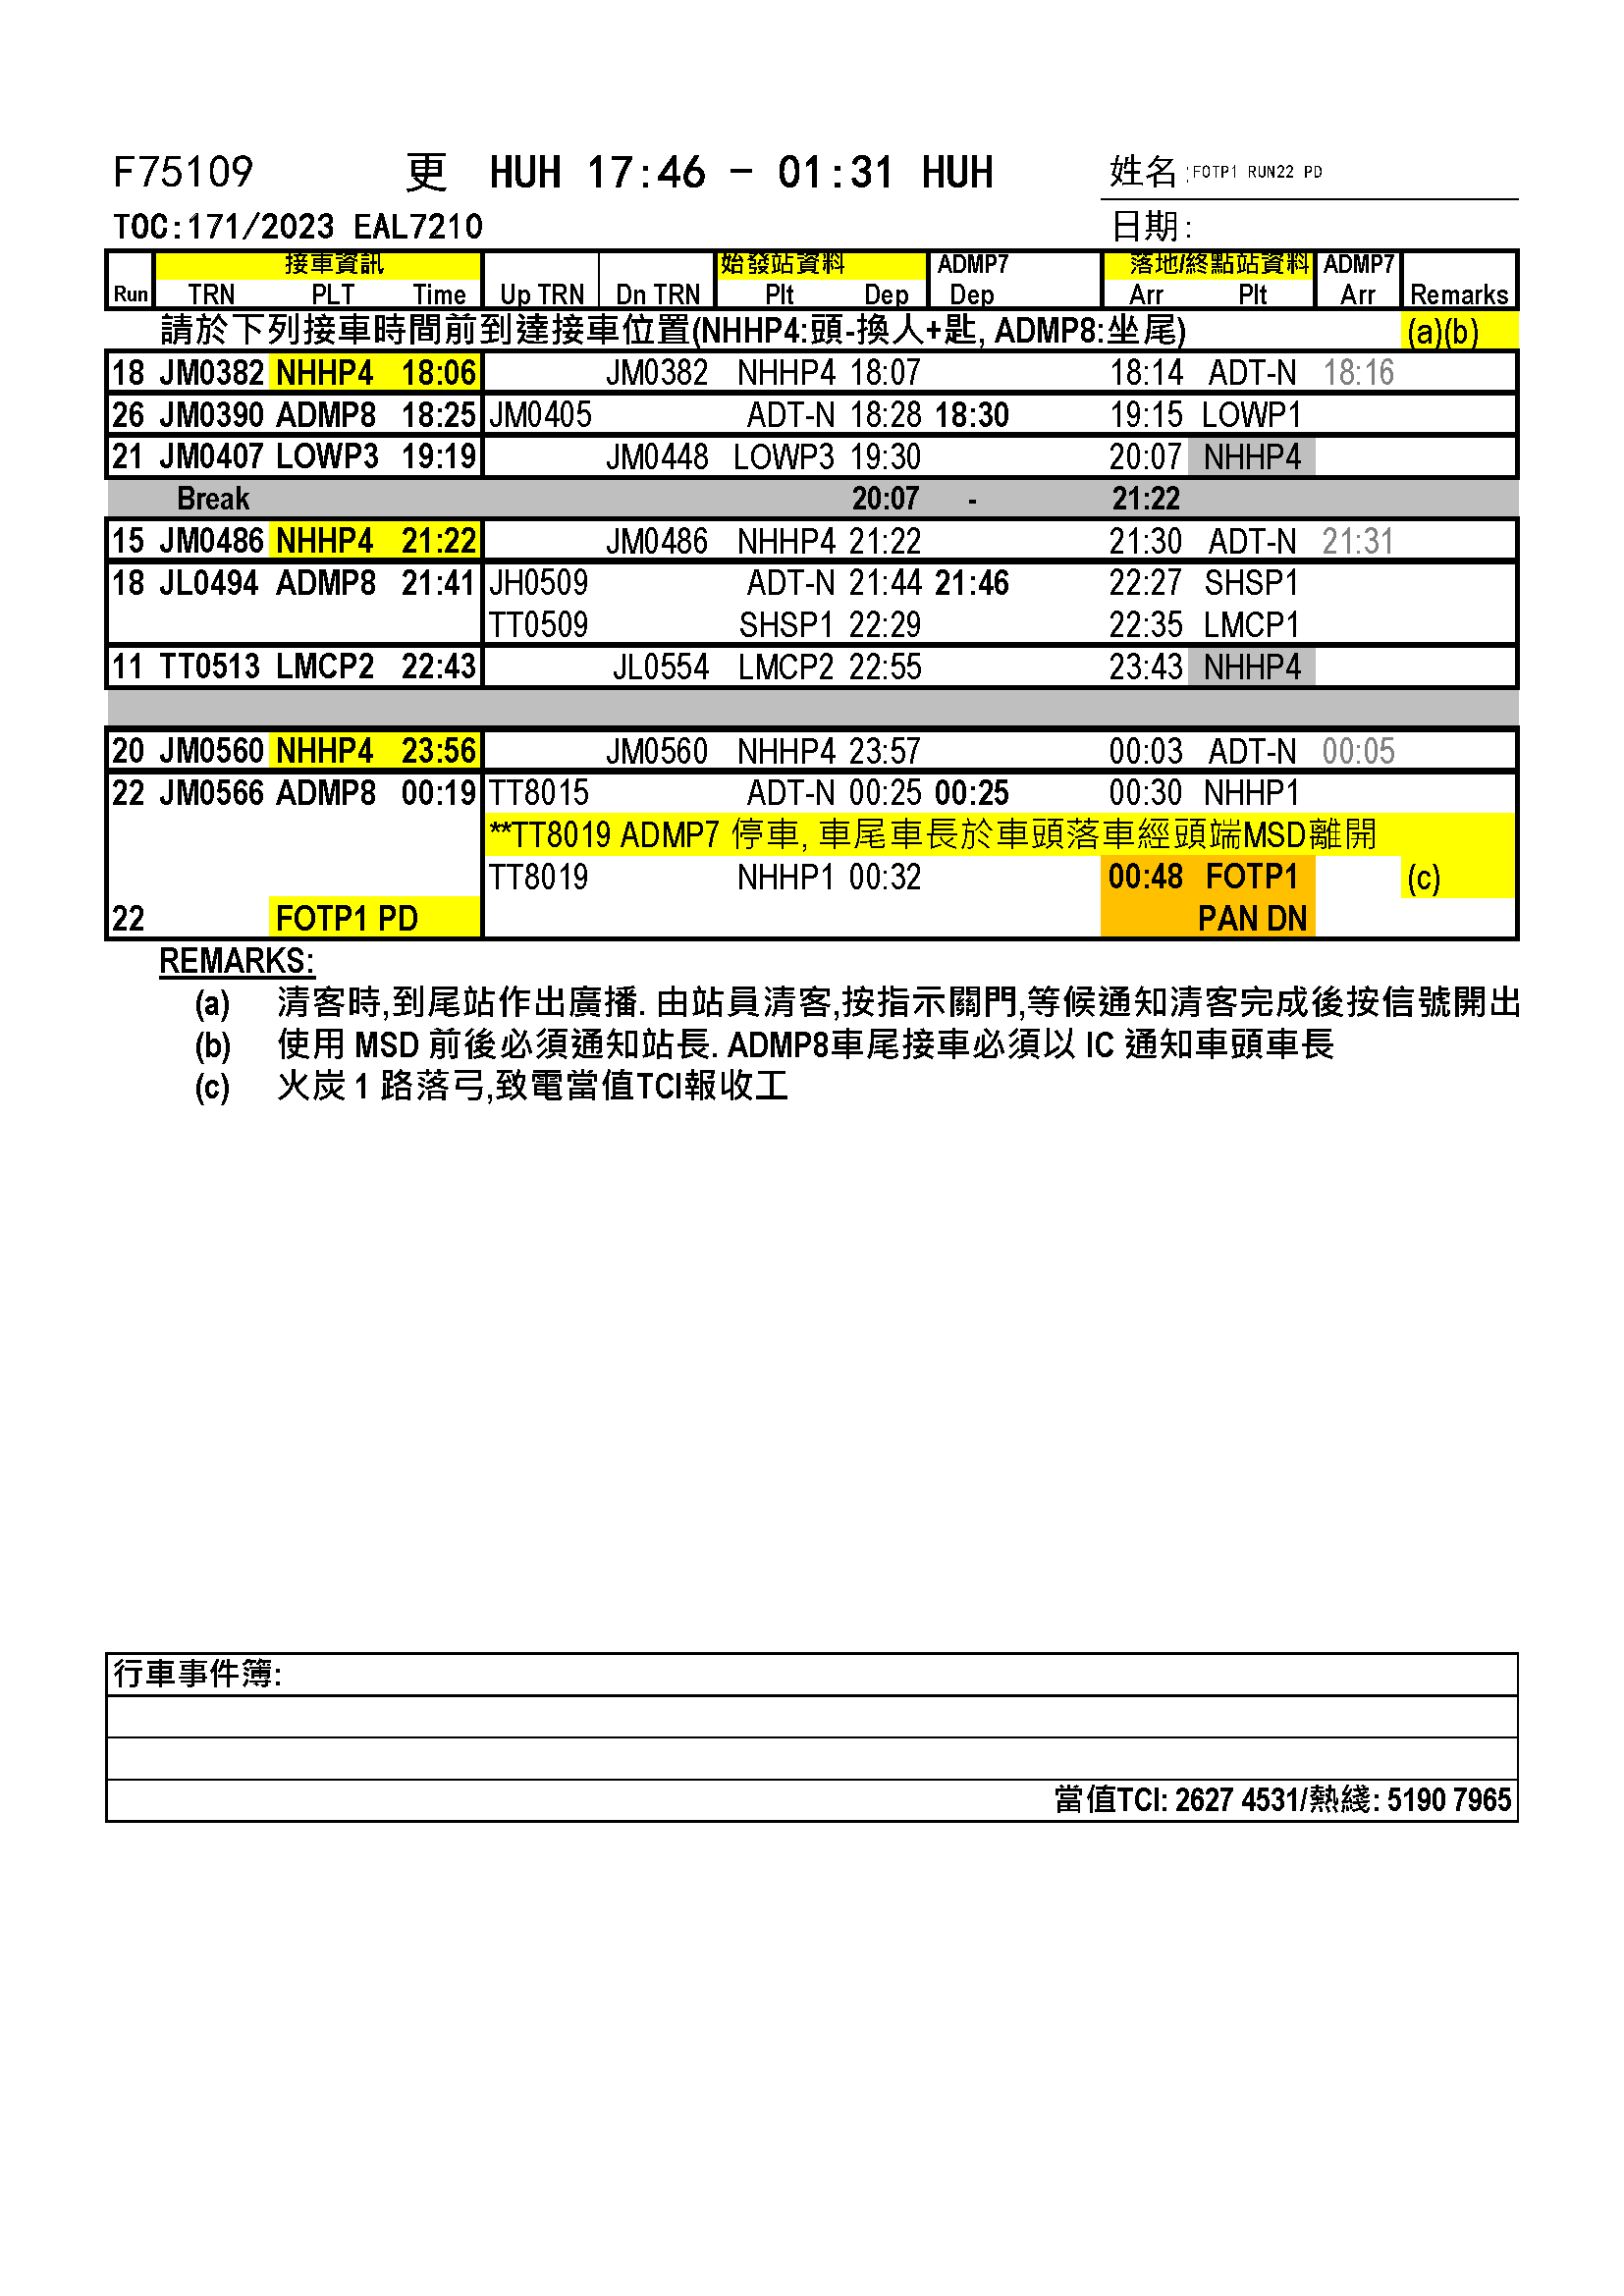 F75109 更 HUH 17:46 - 01:31 HUH 姓名:FOTP1 RUN22 PD
TOC:171/2023 EAL7210 日期:
接車資訊 始發站資料 ADMP7 落地/終點站資料 ADMP7
Run TRN PLT Time Up TRN Dn TRN Plt Dep Dep Arr Plt Arr Remarks
請於下列接車時間前到達接車位置(NHHP4:頭-換人+匙, ADMP8:坐尾) (a)(b)
18 JM0382 NHHP4 18:06 JM0382 NHHP4 18:07 18:14 ADT-N 18:16
26 JM0390 ADMP8 18:25 JM0405 ADT-N 18:28 18:30 19:15 LOWP1
21 JM0407 LOWP3 19:19 JM0448 LOWP3 19:30 20:07 NHHP4
Break 20:07 - 21:22
15 JM0486 NHHP4 21:22 JM0486 NHHP4 21:22 21:30 ADT-N 21:31
18 JL0494 ADMP8 21:41 JH0509 ADT-N 21:44 21:46 22:27 SHSP1
TT0509 SHSP1 22:29 22:35 LMCP1
11 TT0513 LMCP2 22:43 JL0554 LMCP2 22:55 23:43 NHHP4
20 JM0560 NHHP4 23:56 JM0560 NHHP4 23:57 00:03 ADT-N 00:05
22 JM0566 ADMP8 00:19 TT8015 ADT-N 00:25 00:25 00:30 NHHP1
**TT8019 ADMP7 停車, 車尾車長於車頭落車經頭端MSD離開
TT8019 NHHP1 00:32 00:48 FOTP1 (c)
22 FOTP1 PD PAN DN
REMARKS:
(a) 清客時,到尾站作出廣播. 由站員清客,按指示關門,等候通知清客完成後按信號開出
(b) 使用 MSD 前後必須通知站長. ADMP8車尾接車必須以 IC 通知車頭車長
(c) 火炭 1 路落弓,致電當值TCI報收工
行車事件簿:
當值TCI: 2627 4531/熱綫: 5190 7965